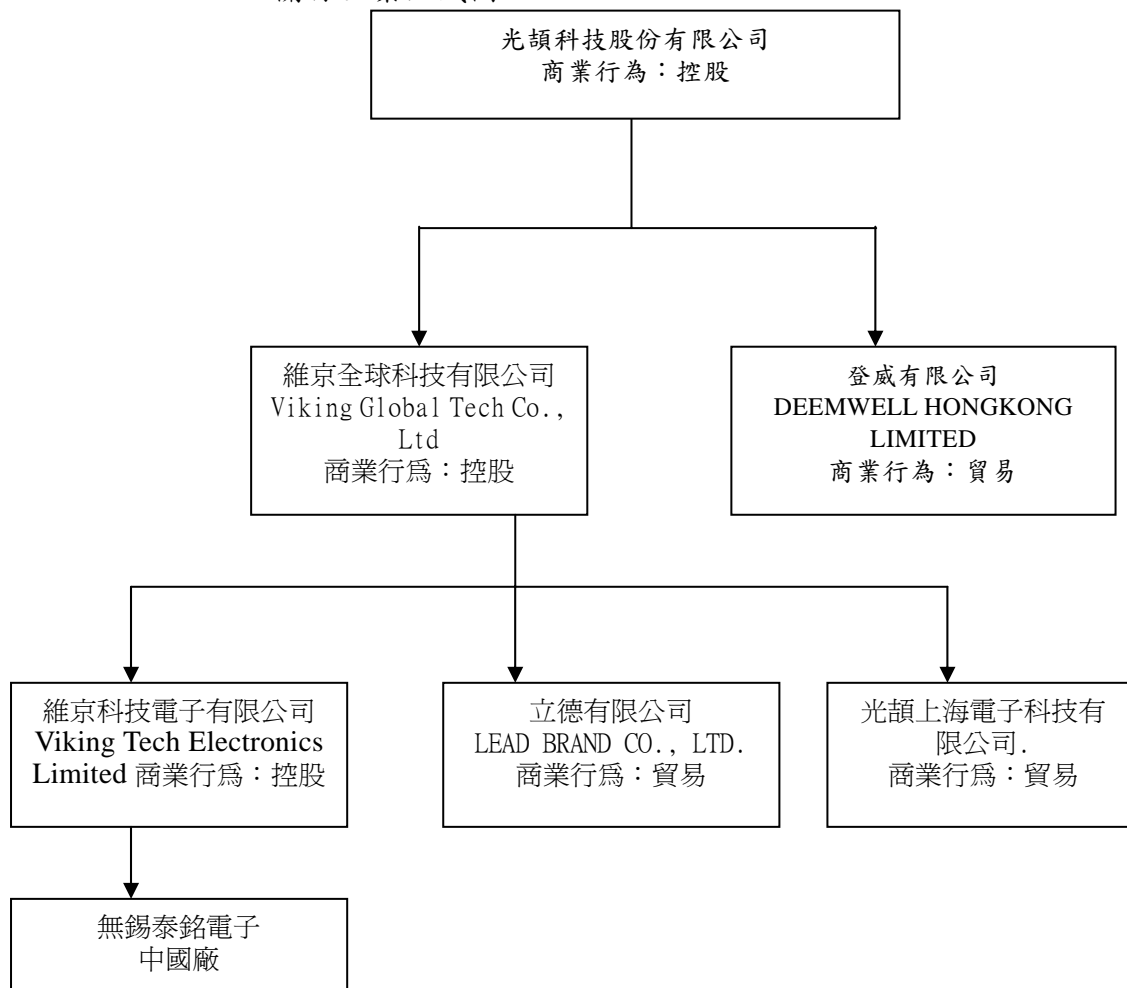 光頡科技股份有限公司
商業行為：控股
維京全球科技有限公司
Viking Global Tech Co.,
Ltd
商業行爲：控股
登威有限公司
DEEMWELL HONGKONG
LIMITED
商業行為：貿易
維京科技電子有限公司
Viking Tech Electronics
Limited 商業行爲：控股
立德有限公司
LEAD BRAND CO., LTD.
商業行爲：貿易
光頡上海電子科技有
限公司.
商業行爲：貿易
無錫泰銘電子
中國廠